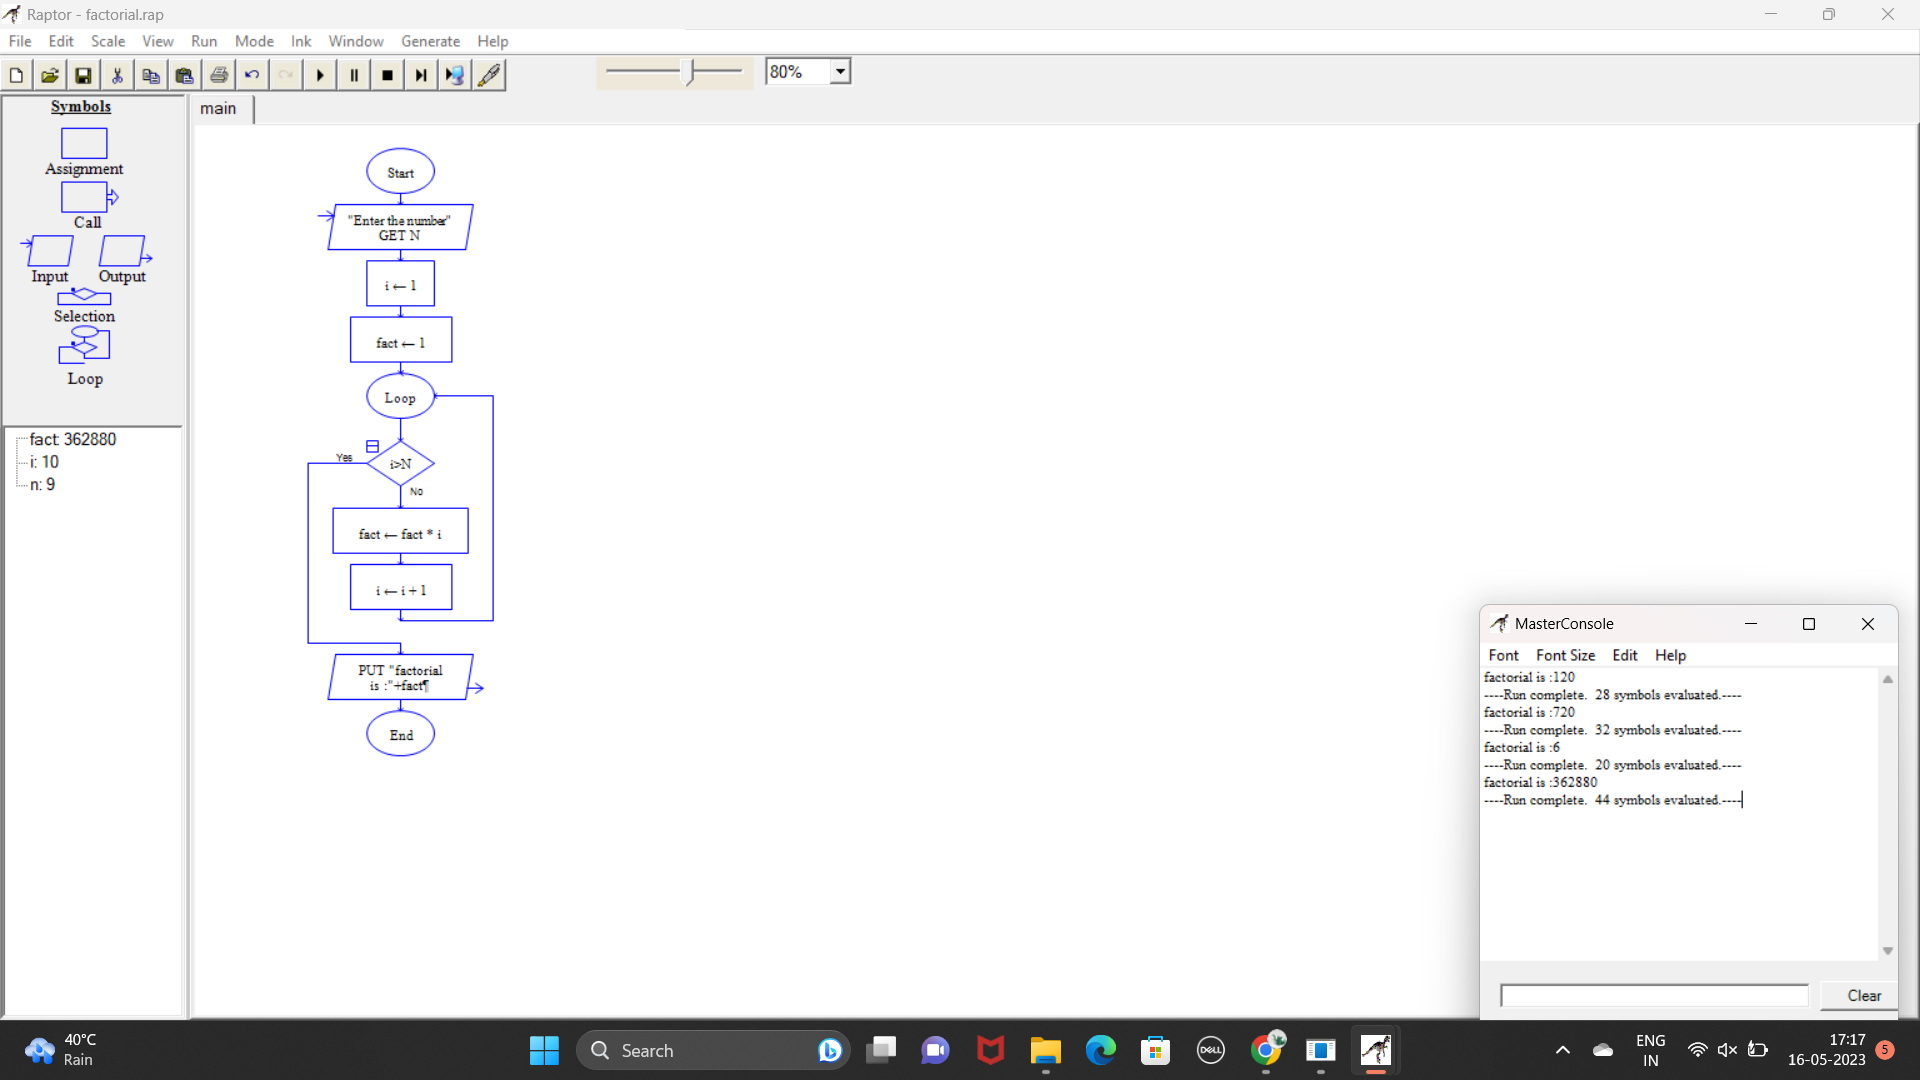 Raptor - factorial.rap
File Edit Scale View Run Mode Ink Window Generate Help
80%
Symbols
Assignment
Call
Input Output
Selection
Loop
fact: 362880
i: 10
n: 9
main
Start
"Enter the number"
GET N
i ← 1
fact ← 1
Loop
i>N
Yes
No
fact ← fact * i
i ← i + 1
PUT "factorial
is :"+fact¶
End
MasterConsole
Font Font Size Edit Help
factorial is :120
----Run complete.  28 symbols evaluated.----
factorial is :720
----Run complete.  32 symbols evaluated.----
factorial is :6
----Run complete.  20 symbols evaluated.----
factorial is :362880
----Run complete.  44 symbols evaluated.----
Clear
40°C
Rain
Search
DELL
ENG
IN
17:17
16-05-2023
5